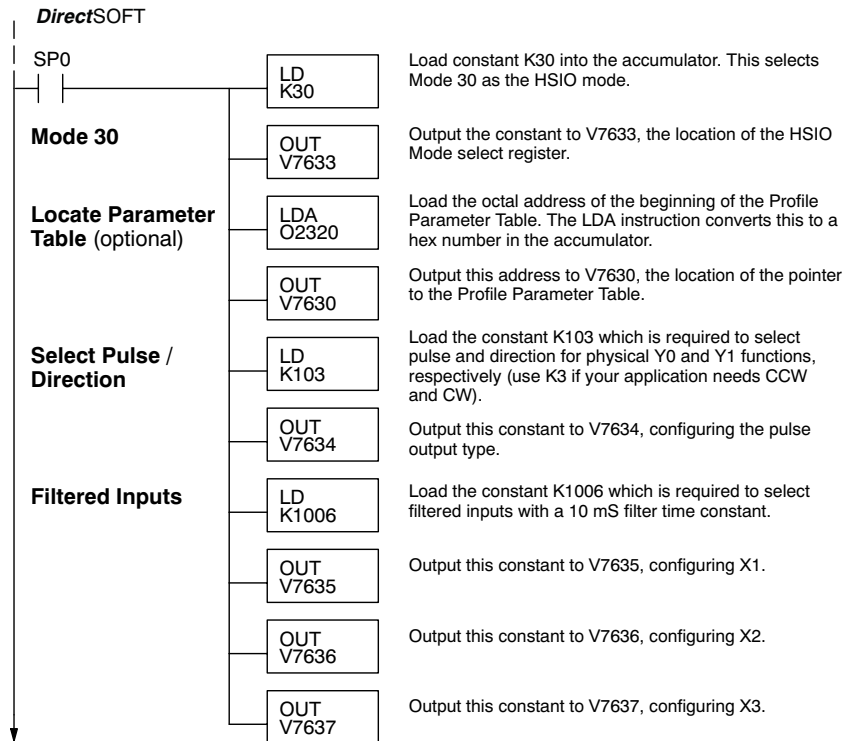 DirectSOFT
SP0
LD
K30
Load constant K30 into the accumulator. This selects
Mode 30 as the HSIO mode.
Mode 30
OUT
V7633
Output the constant to V7633, the location of the HSIO
Mode select register.
Locate Parameter
Table (optional)
LDA
O2320
Load the octal address of the beginning of the Profile
Parameter Table. The LDA instruction converts this to a
hex number in the accumulator.
OUT
V7630
Output this address to V7630, the location of the pointer
to the Profile Parameter Table.
Select Pulse /
Direction
LD
K103
Load the constant K103 which is required to select
pulse and direction for physical Y0 and Y1 functions,
respectively (use K3 if your application needs CCW
and CW).
OUT
V7634
Output this constant to V7634, configuring the pulse
output type.
Filtered Inputs
LD
K1006
Load the constant K1006 which is required to select
filtered inputs with a 10 mS filter time constant.
OUT
V7635
Output this constant to V7635, configuring X1.
OUT
V7636
Output this constant to V7636, configuring X2.
OUT
V7637
Output this constant to V7637, configuring X3.